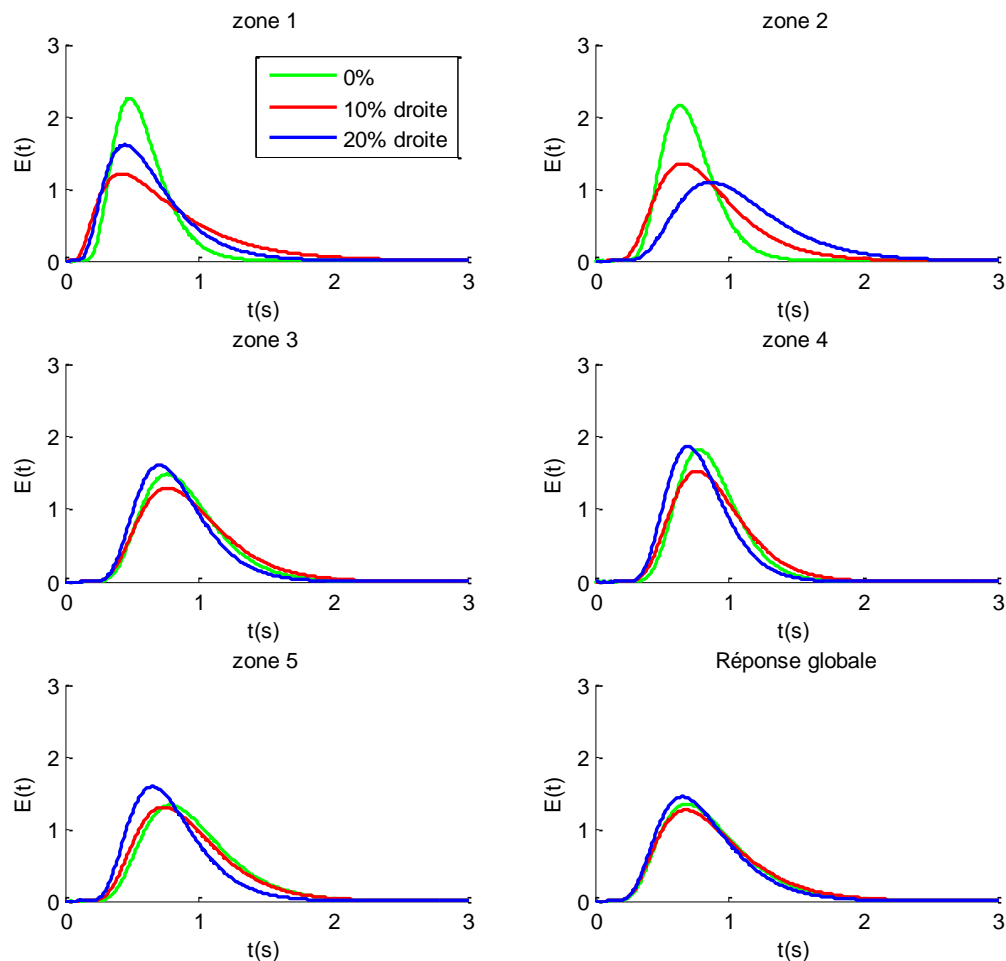 zone 1
zone 2
3
2
1
0
E(t)
0%
10% droite
20% droite
0 1 2 3
t(s)
3
2
1
0
E(t)
0 1 2 3
t(s)
zone 3
zone 4
3
2
1
0
E(t)
0 1 2 3
t(s)
3
2
1
0
E(t)
0 1 2 3
t(s)
zone 5
Réponse globale
3
2
1
0
E(t)
0 1 2 3
t(s)
3
2
1
0
E(t)
0 1 2 3
t(s)